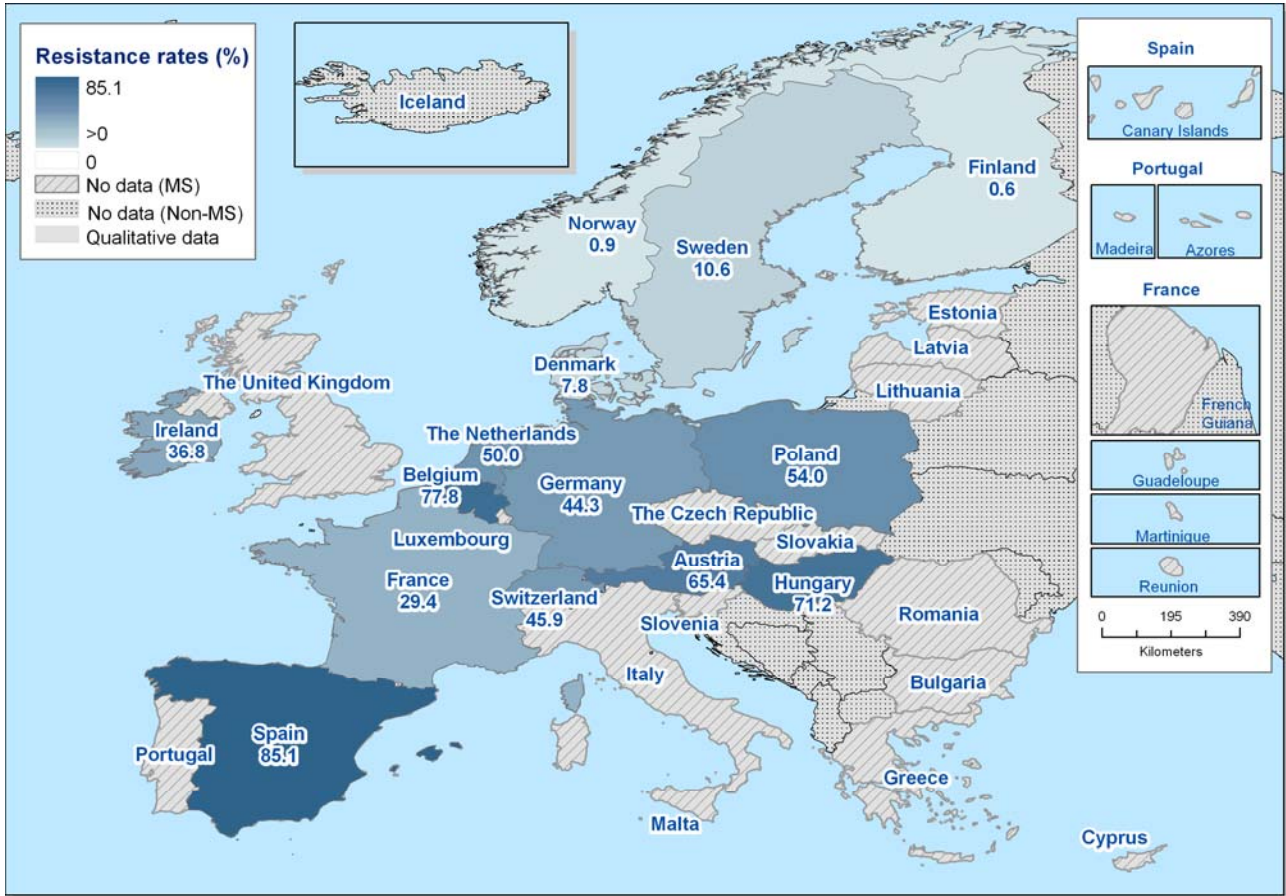 Resistance rates (%)
85.1
>0
0
No data (MS)
No data (Non-MS)
Qualitative data
Iceland
Finland
0.6
Norway
0.9
Sweden
10.6
Estonia
Latvia
Lithuania
Denmark
7.8
The United Kingdom
Ireland
36.8
The Netherlands
50.0
Belgium
77.8
Germany
44.3
Poland
54.0
The Czech Republic
Slovakia
Luxembourg
Austria
65.4
Hungary
71.2
France
29.4
Switzerland
45.9
Slovenia
Romania
Italy
Bulgaria
Spain
85.1
Portugal
Greece
Malta
Cyprus
Spain
Canary Islands
Portugal
Madeira
Azores
France
French
Guiana
Guadeloupe
Martinique
Reunion
0 195 390
Kilometers